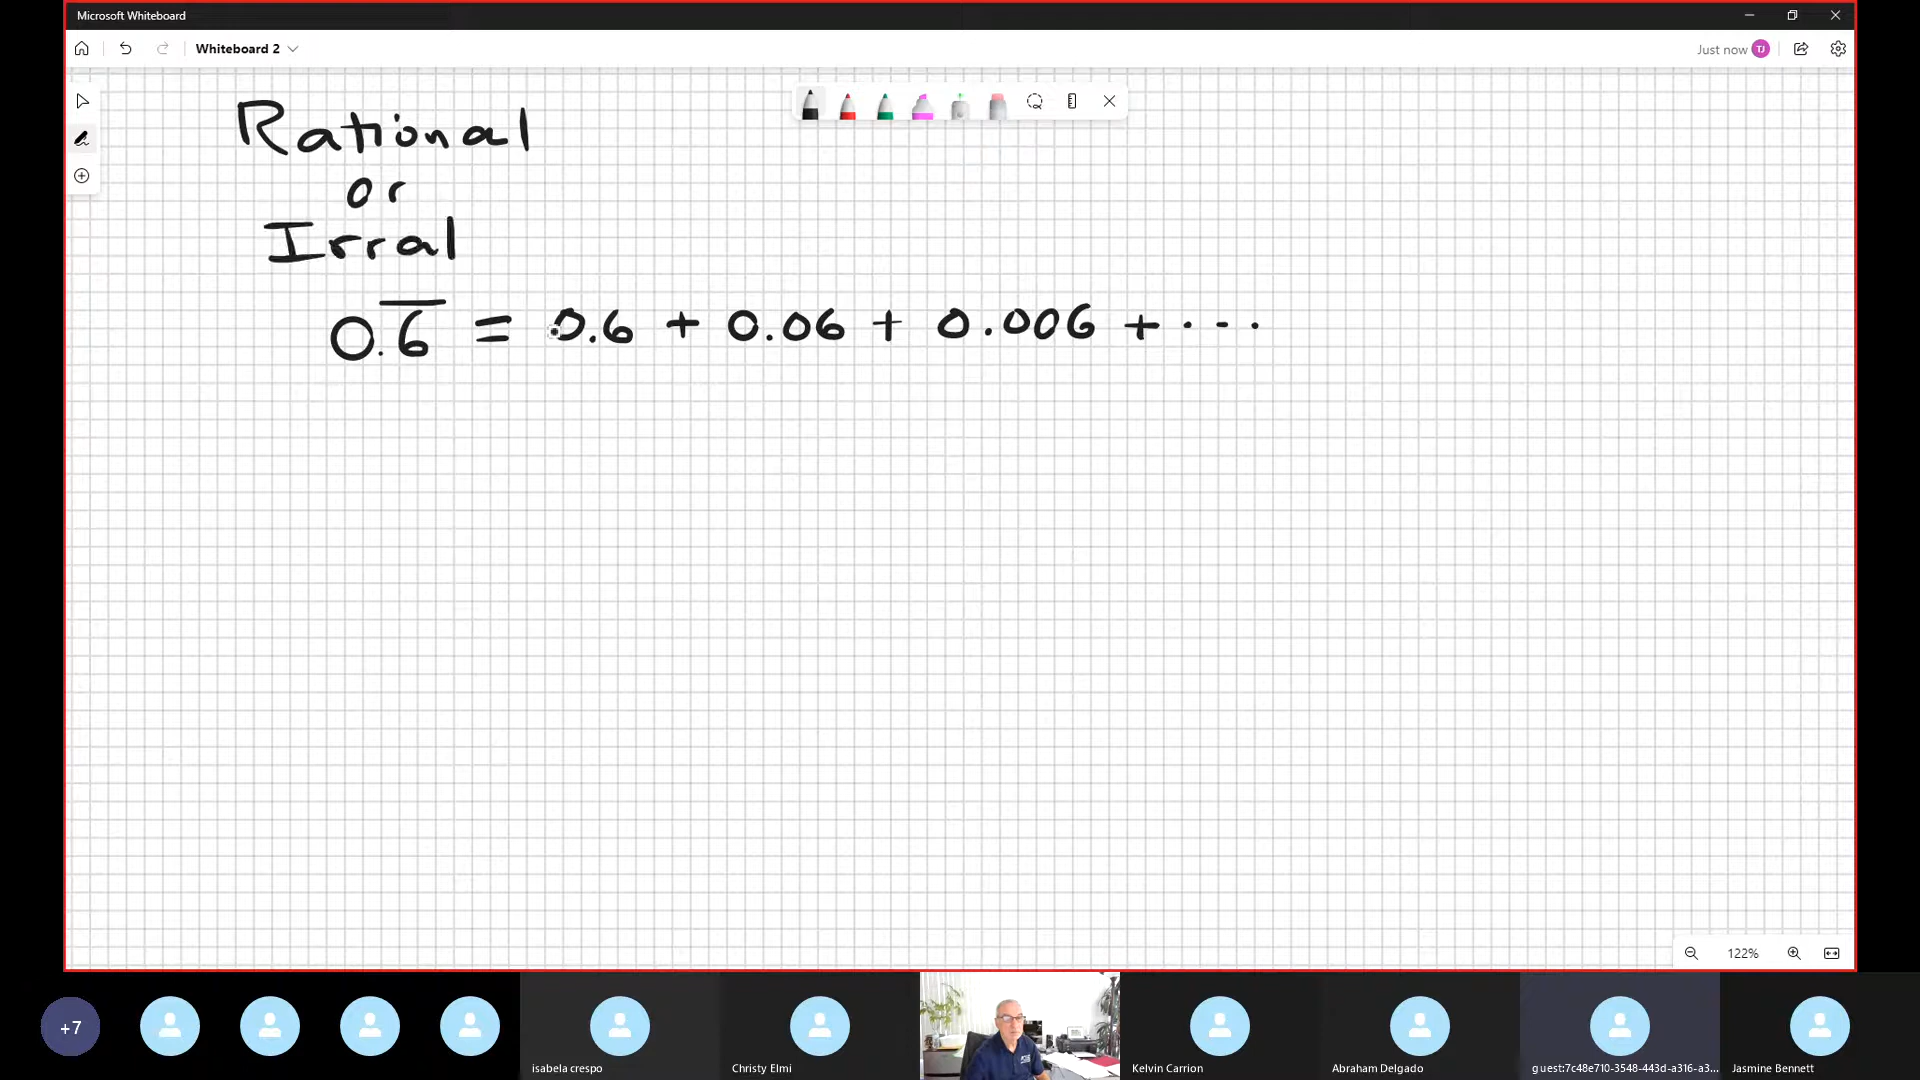 Microsoft Whiteboard
Whiteboard 2
Just now TJ
Rational
or
Irral
0.6̅ = 0.6 + 0.06 + 0.006 + ...
122%
+7
isabela crespo
Christy Elmi
Kelvin Carrion
Abraham Delgado
guest:7c48e710-3548-443d-a316-a3...
Jasmine Bennett